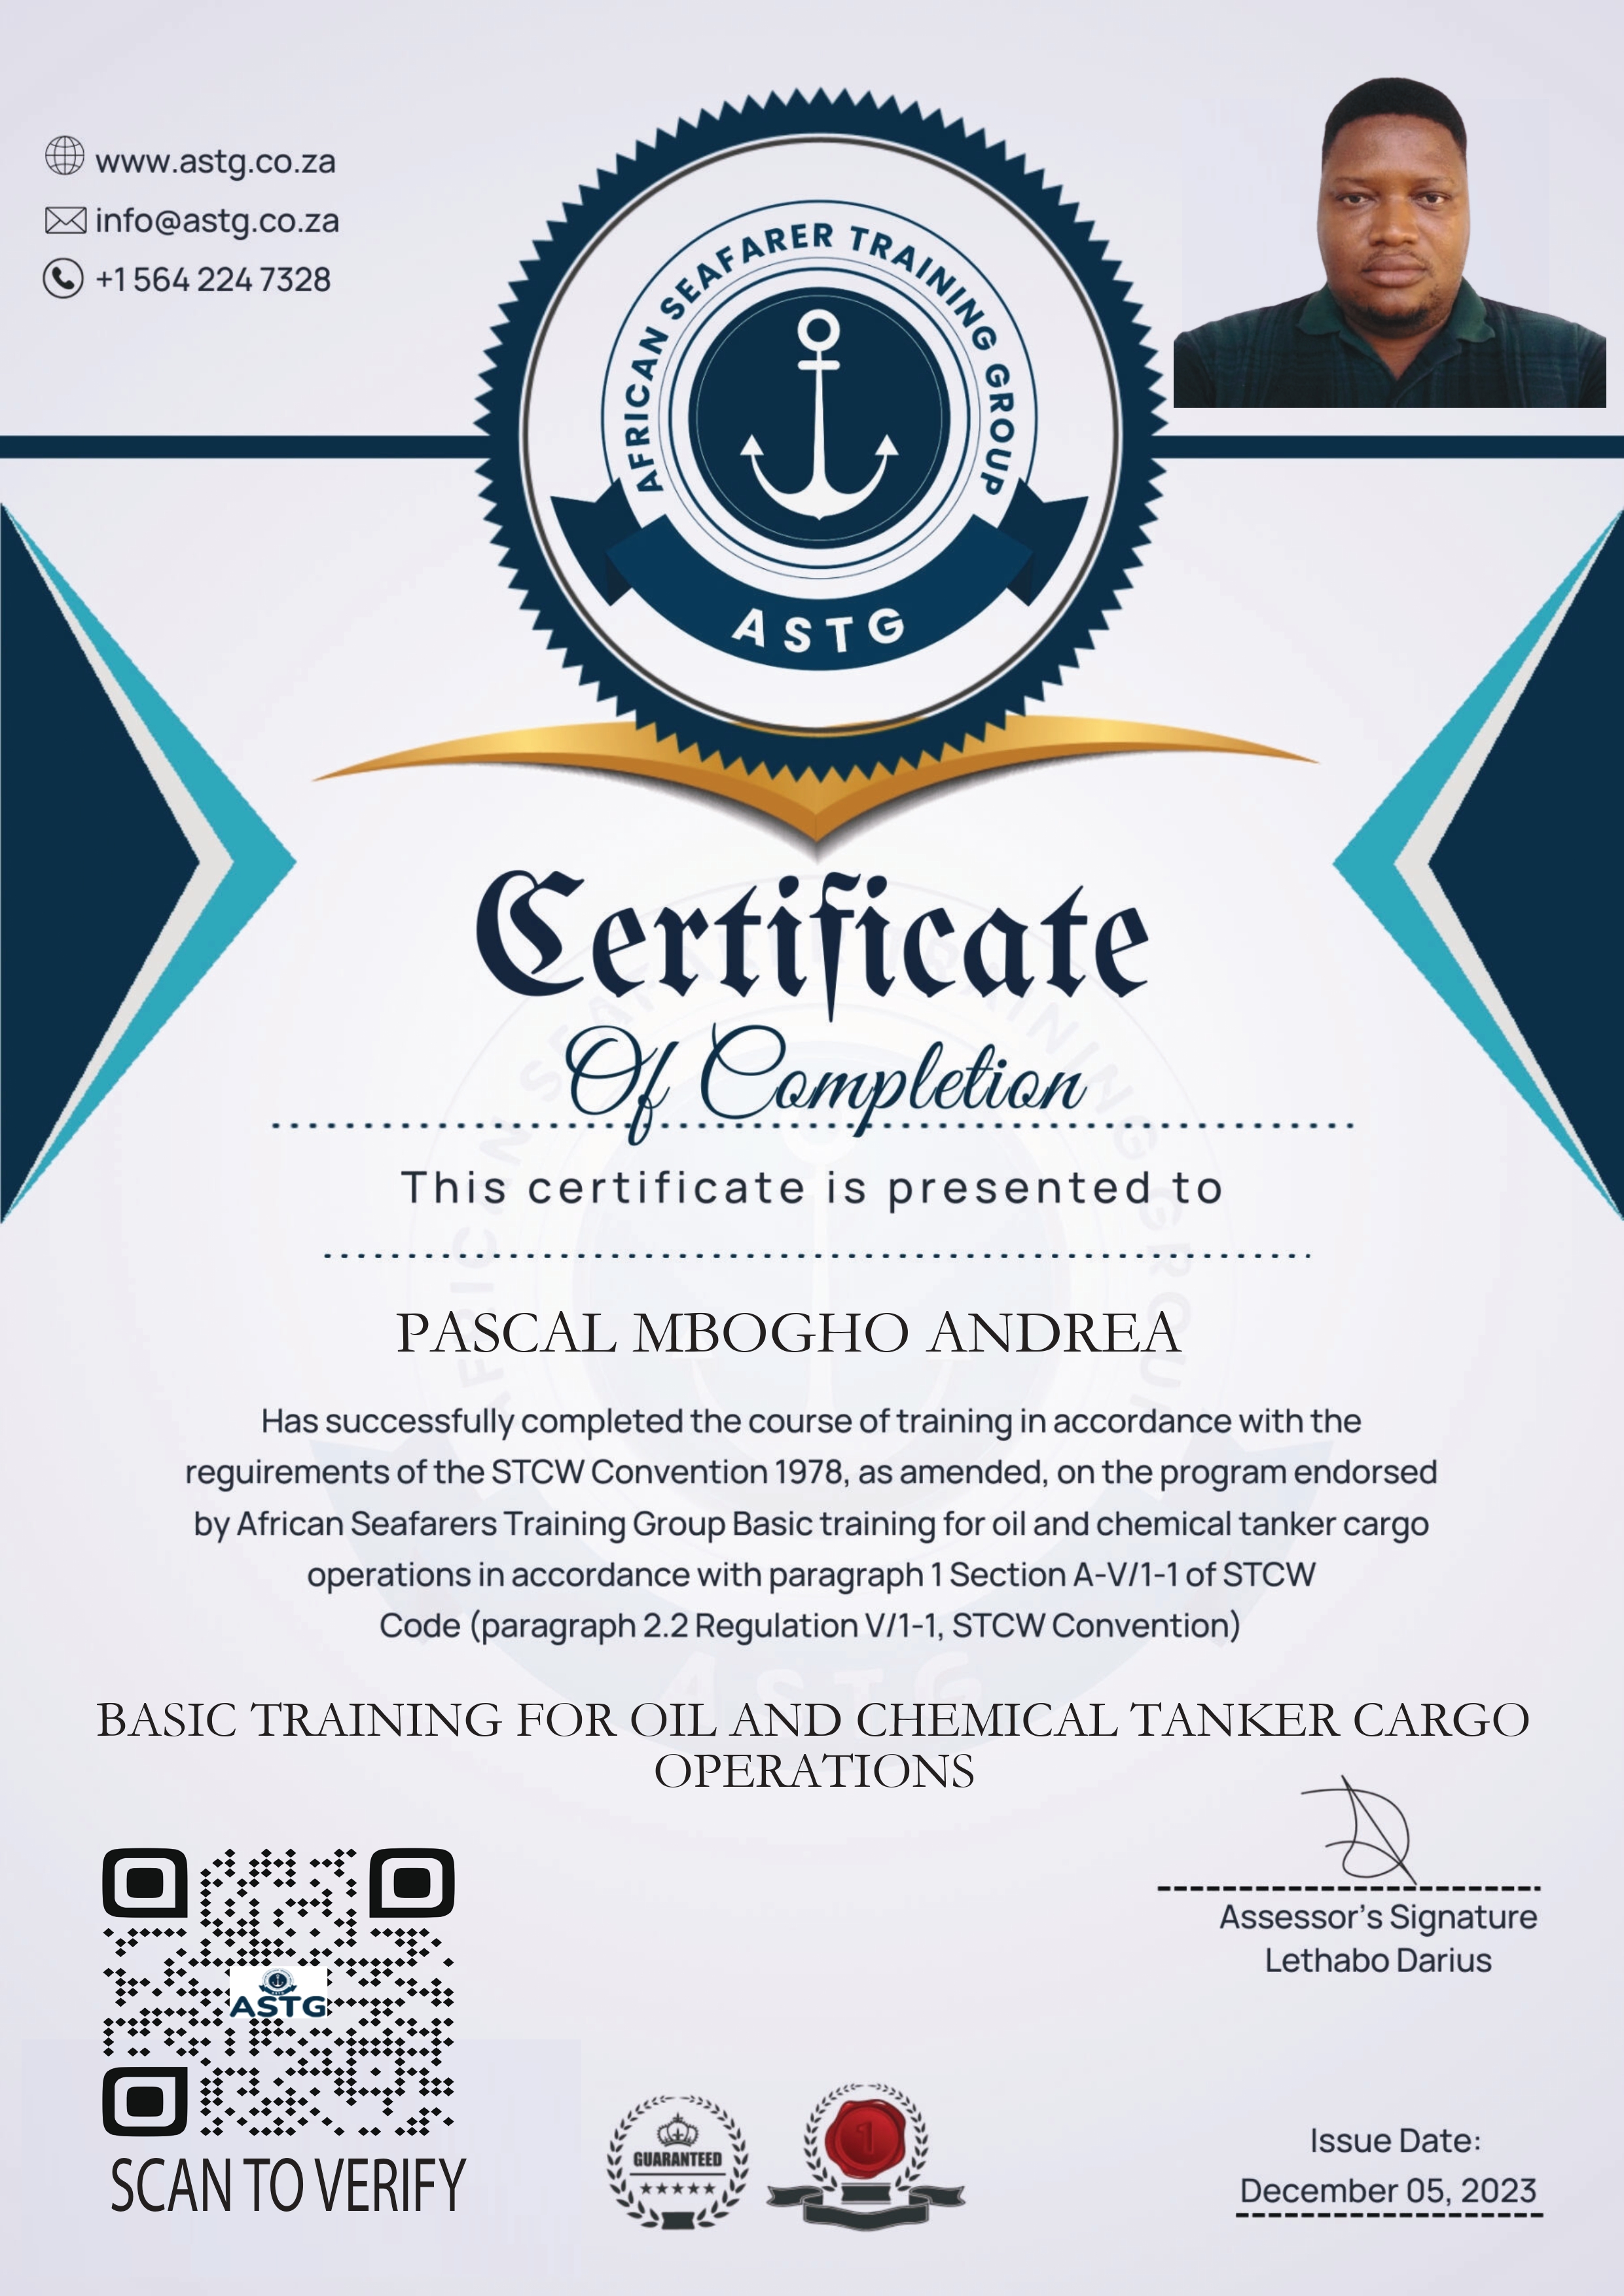 www.astg.co.za
info@astg.co.za
+1 564 224 7328
AFRICAN SEAFARER TRAINING GROUP
ASTG
Certificate
Of Completion
This certificate is presented to
PASCAL MBOGHO ANDREA
Has successfully completed the course of training in accordance with the
reguirements of the STCW Convention 1978, as amended, on the program endorsed
by African Seafarers Training Group Basic training for oil and chemical tanker cargo
operations in accordance with paragraph 1 Section A-V/1-1 of STCW
Code (paragraph 2.2 Regulation V/1-1, STCW Convention)
AFRICAN SEAFARER TRAINING GROUP
ASTG
BASIC TRAINING FOR OIL AND CHEMICAL TANKER CARGO
OPERATIONS
Assessor's Signature
Lethabo Darius
ASTG
SCAN TO VERIFY
GUARANTEED
1
Issue Date:
December 05, 2023